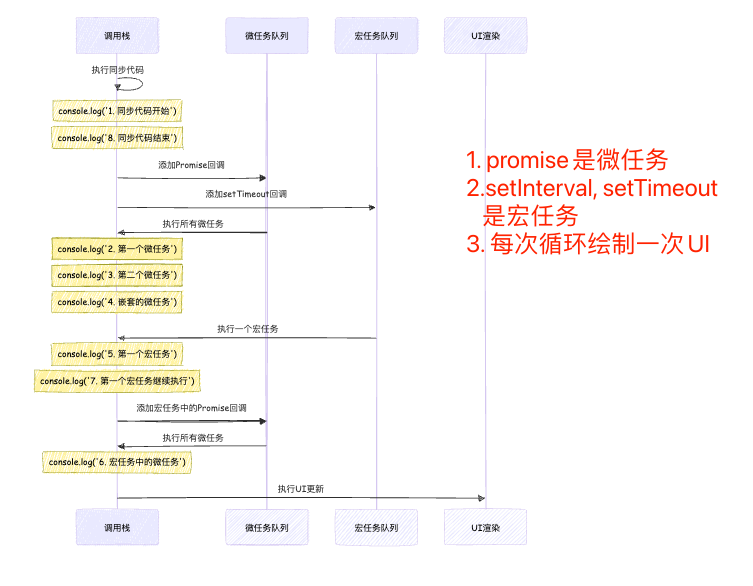 调用栈
微任务队列
宏任务队列
UI渲染
执行同步代码
console.log('1. 同步代码开始')
console.log('8. 同步代码结束')
添加Promise回调
添加setTimeout回调
执行所有微任务
console.log('2. 第一个微任务')
console.log('3. 第二个微任务')
console.log('4. 嵌套的微任务')
执行一个宏任务
console.log('5. 第一个宏任务')
console.log('7. 第一个宏任务继续执行')
添加宏任务中的Promise回调
执行所有微任务
console.log('6. 宏任务中的微任务')
执行UI更新
调用栈
微任务队列
宏任务队列
UI渲染
1. promise是微任务
2.setInterval, setTimeout
是宏任务
3. 每次循环绘制一次UI